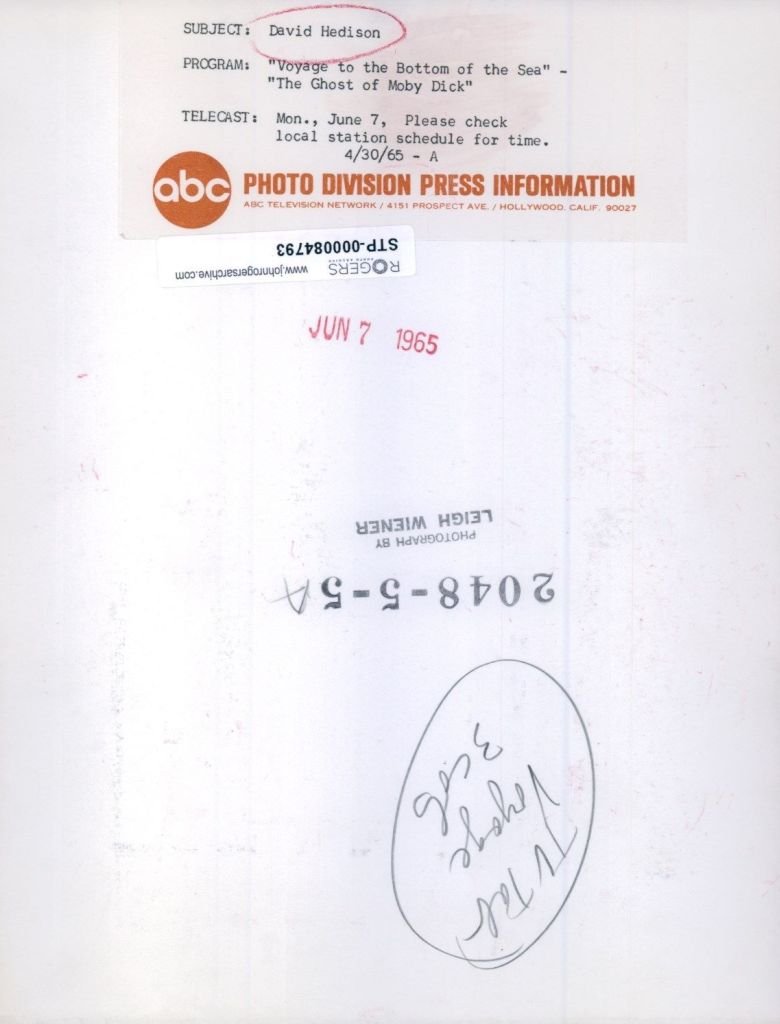 SUBJECT: David Hedison
PROGRAM: "Voyage to the Bottom of the Sea" -
"The Ghost of Moby Dick"
TELECAST: Mon., June 7, Please check
local station schedule for time.
4/30/65 - A
abc PHOTO DIVISION PRESS INFORMATION
ABC TELEVISION NETWORK / 4151 PROSPECT AVE. / HOLLYWOOD, CALIF. 90027
ROGERS www.johnrogersarchive.com
STP-000084793
JUN 7 1965
PHOTOGRAPH BY
LEIGH WIENER
2048-5-5A
TV Tab
Voyage
3 col